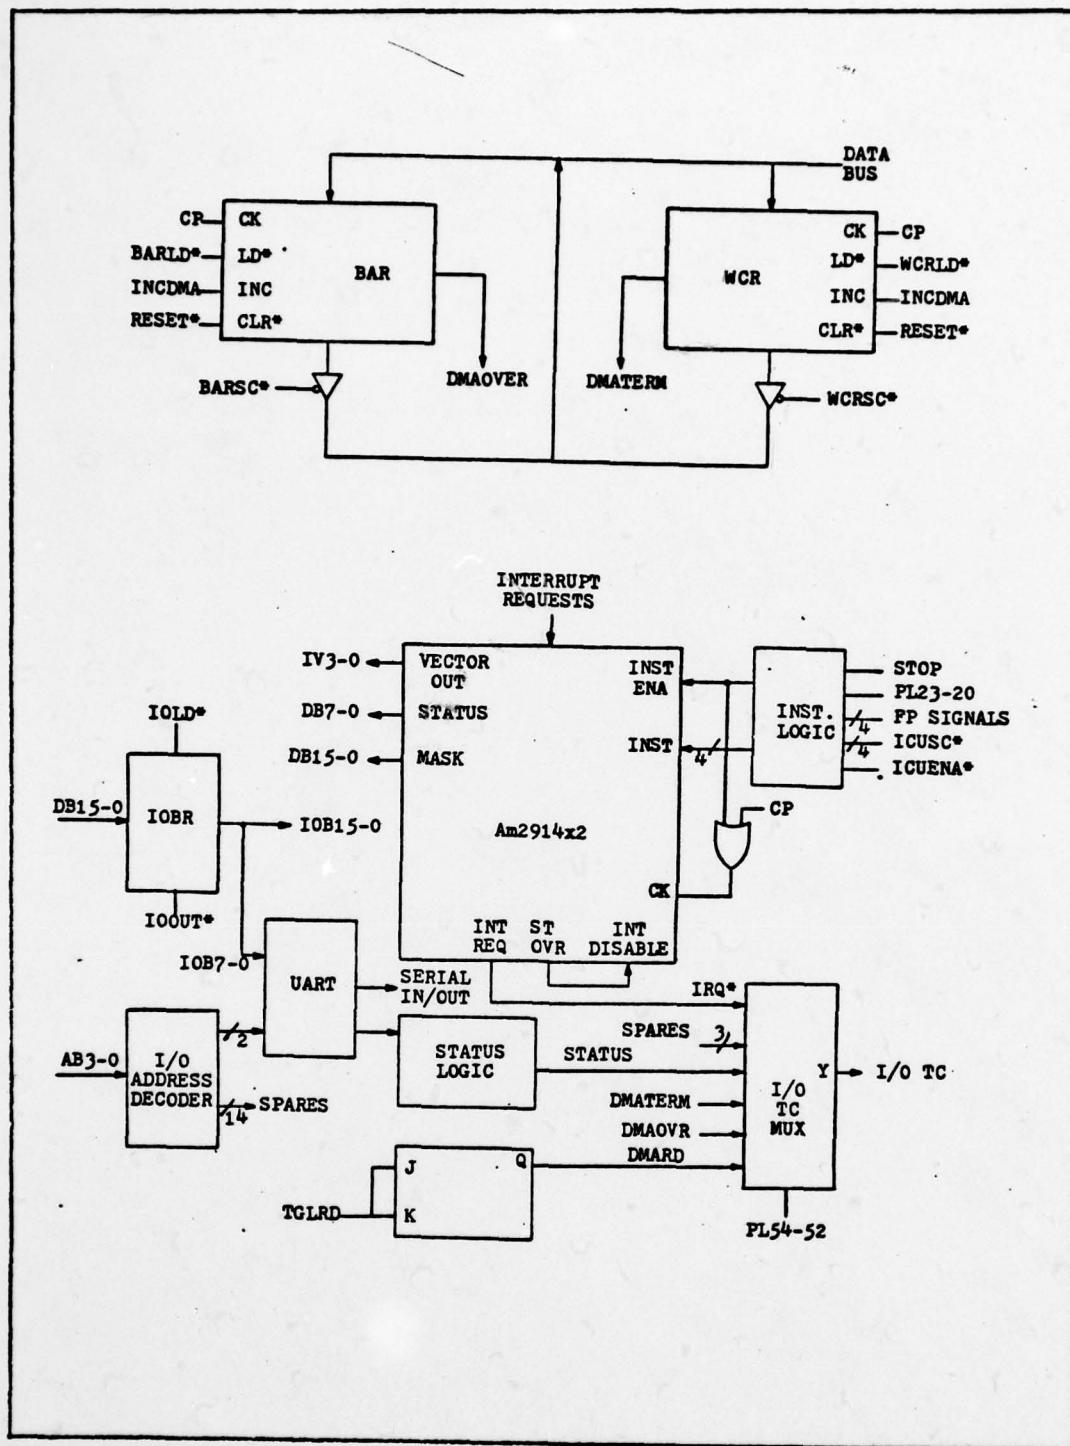 DATA
BUS
CP CK
BARLD* LD*
INCDMA INC
RESET* CLR*
BAR
BARSC*
DMAOVER
CK CP
LD* WCRLD*
INC INCDMA
CLR* RESET*
WCR
DMATERM
WCRSC*
INTERRUPT
REQUESTS
IV3-0
VECTOR
OUT
DB7-0
STATUS
DB15-0
MASK
INST
ENA
INST
4
Am2914x2
CK
INT
REQ
ST
OVR
INT
DISABLE
INST.
LOGIC
STOP
PL23-20
4
FP SIGNALS
4
ICUSC*
ICUENA*
CP
IOLD*
DB15-0
IOBR
IOB15-0
IOOUT*
IOB7-0
UART
SERIAL
IN/OUT
AB3-0
I/O
ADDRESS
DECODER
2
14
SPARES
STATUS
LOGIC
IRQ*
SPARES
3
STATUS
DMATERM
DMAOVR
DMARD
I/O
TC
MUX
Y
I/O TC
PL54-52
TGLRD
J
K
Q